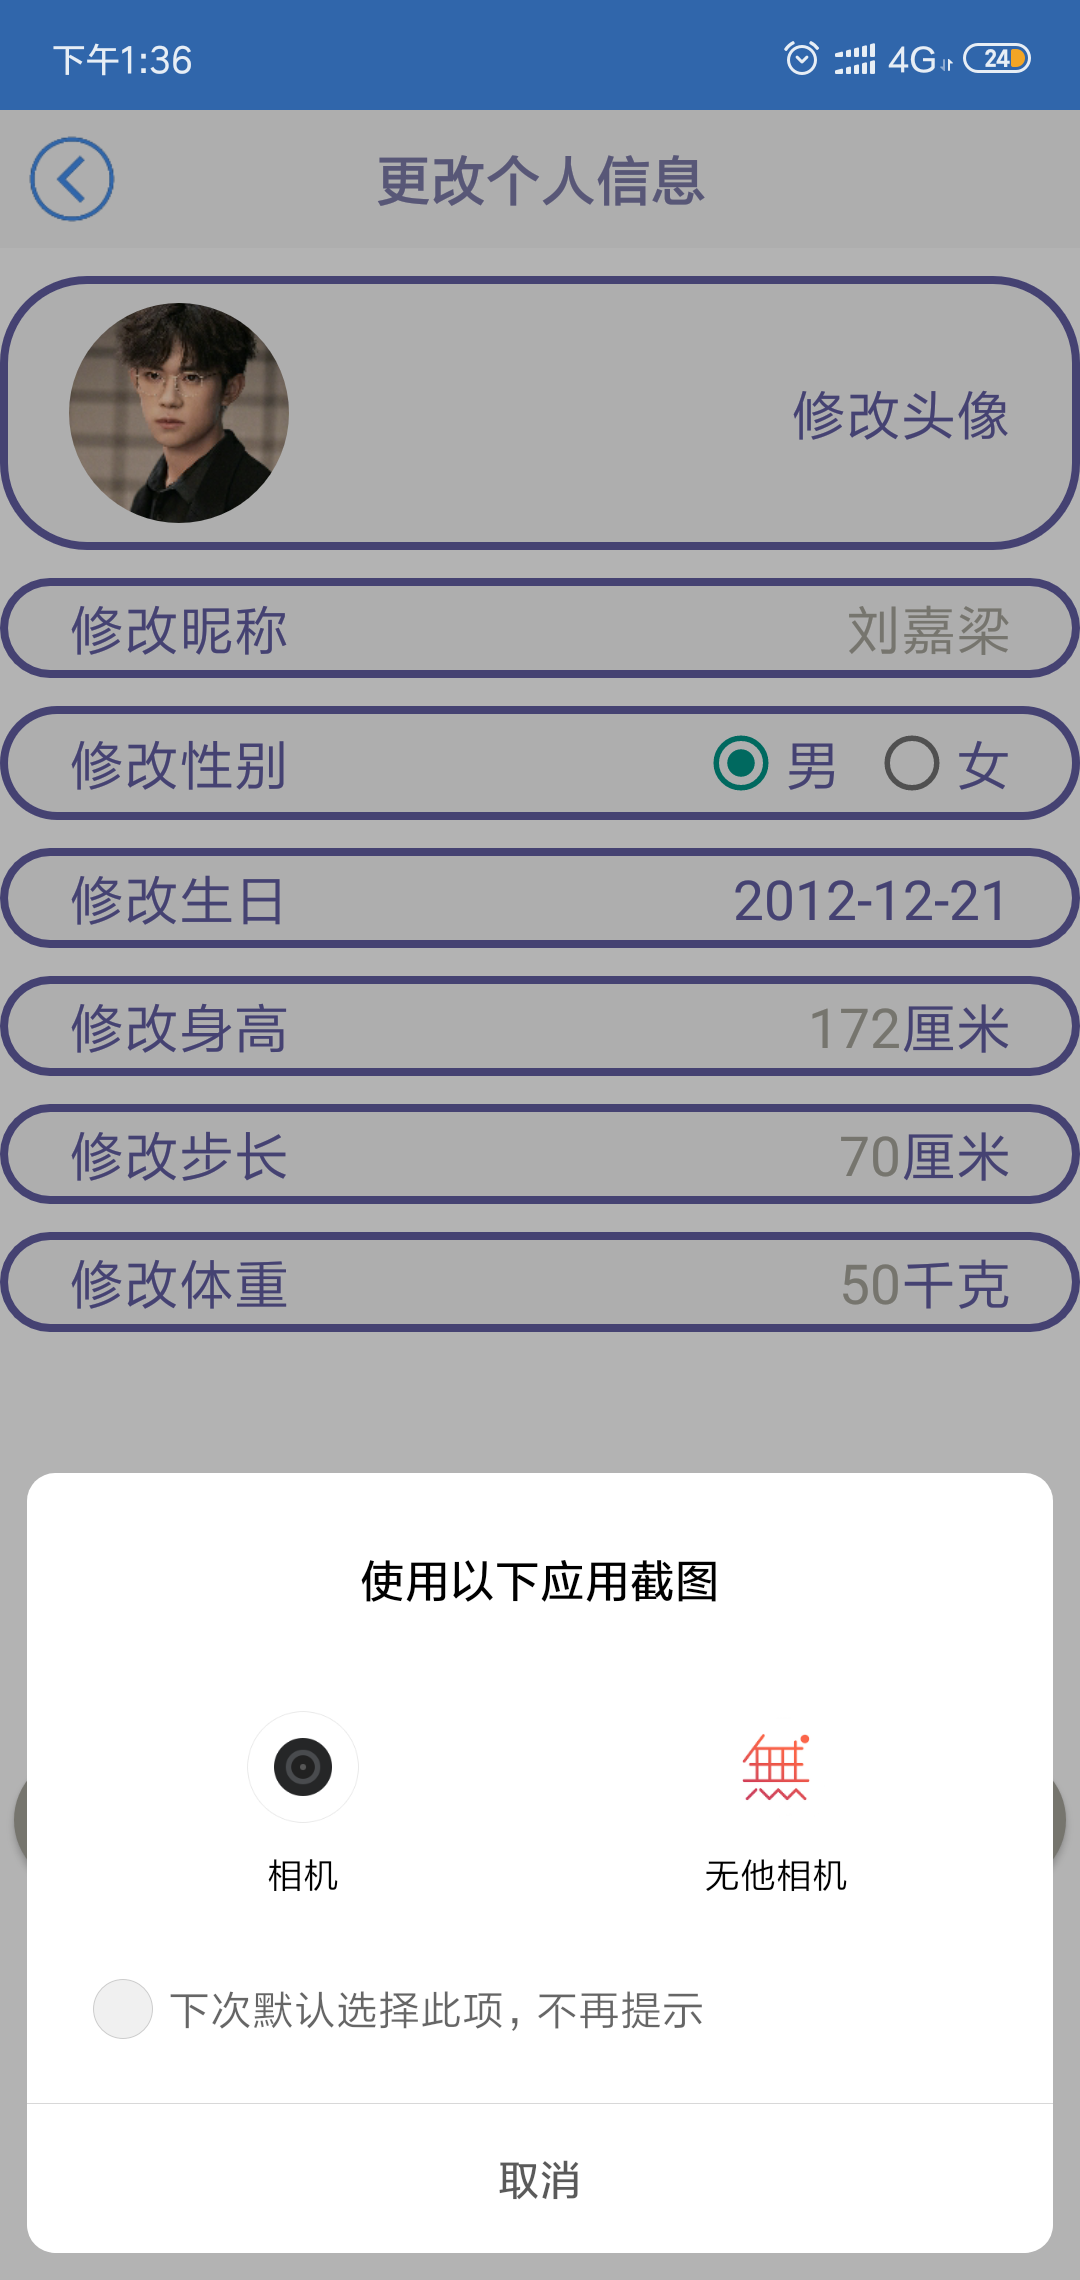 下午1:36 4G 24
更改个人信息
修改头像
修改昵称 刘嘉梁
修改性别 男 女
修改生日 2012-12-21
修改身高 172厘米
修改步长 70厘米
修改体重 50千克
使用以下应用截图
無
相机 无他相机
下次默认选择此项，不再提示
取消